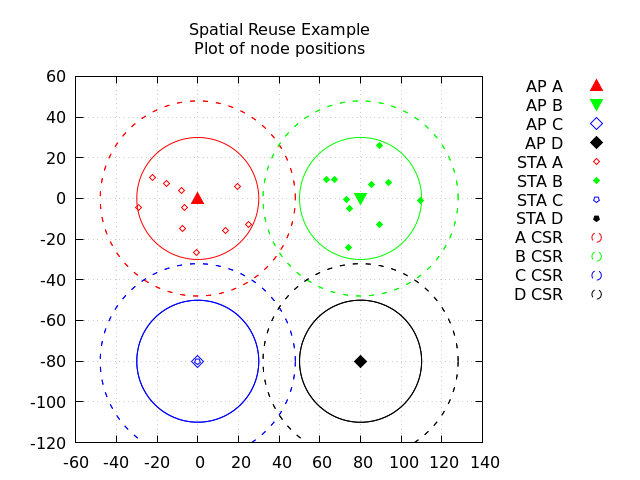 Spatial Reuse Example
Plot of node positions
60
40
20
0
-20
-40
-60
-80
-100
-120
-60 -40 -20 0 20 40 60 80 100 120 140
AP A
AP B
AP C
AP D
STA A
STA B
STA C
STA D
A CSR
B CSR
C CSR
D CSR